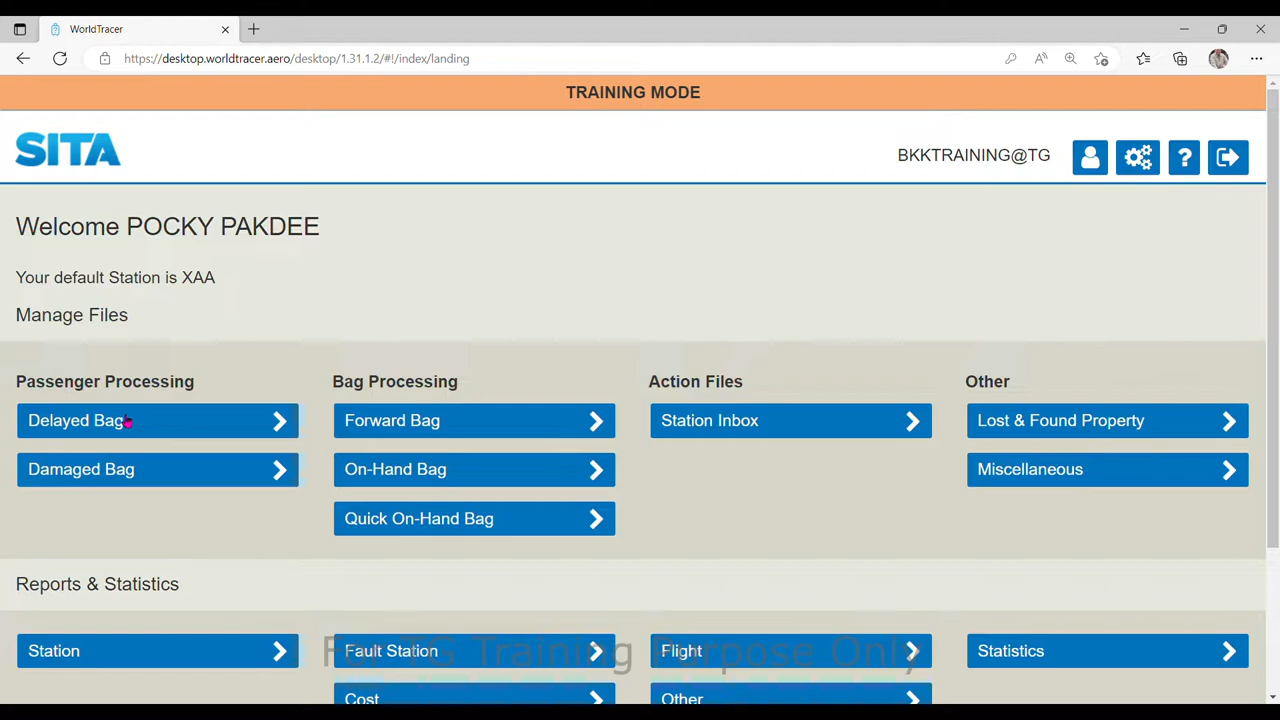 WorldTracer
https://desktop.worldtracer.aero/desktop/1.31.1.2/#!/index/landing
TRAINING MODE
SITA
BKKTRAINING@TG
?
Welcome POCKY PAKDEE
Your default Station is XAA
Manage Files
Passenger Processing
Bag Processing
Action Files
Other
Delayed Bag
Forward Bag
Station Inbox
Lost & Found Property
Damaged Bag
On-Hand Bag
Miscellaneous
Quick On-Hand Bag
Reports & Statistics
Station
Fault Station
Flight
Statistics
For TG Training Purpose Only
Cost
Other